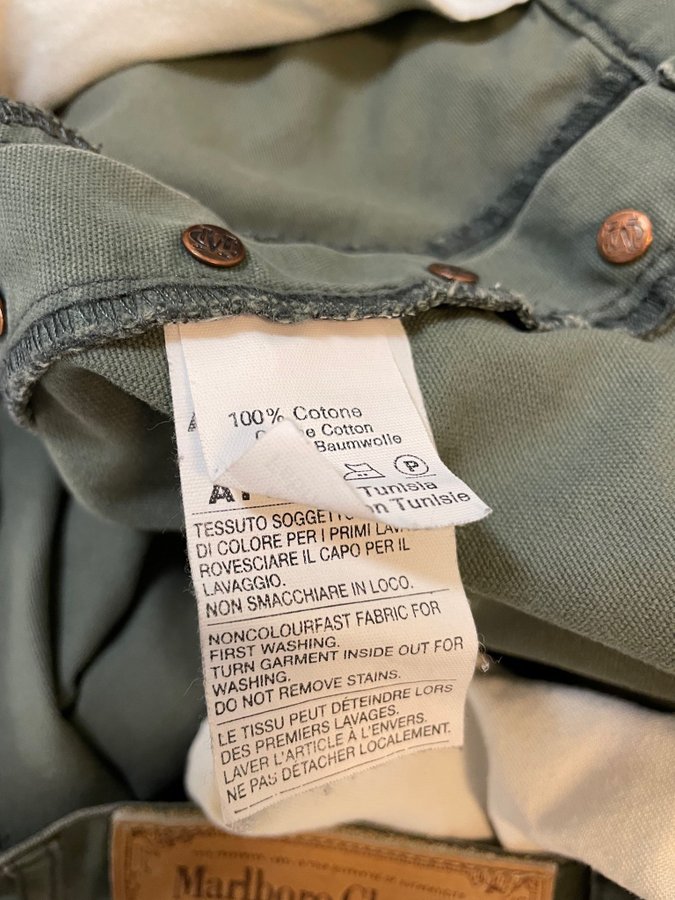 100% Cotone
Cotton
Baumwolle
P
Tunisia
Tunisie
TESSUTO
DI COLORE PER I PRIMI
ROVESCIARE IL CAPO PER IL
LAVAGGIO.
NON SMACCHIARE IN LOCO.
NONCOLOURFAST FABRIC FOR
FIRST WASHING.
TURN GARMENT INSIDE OUT FOR
WASHING.
DO NOT REMOVE STAINS.
LE TISSU PEUT DÉTEINDRE LORS
DES PREMIERS LAVAGES.
LAVER L'ARTICLE À L'ENVERS.
NE PAS DÉTACHER LOCALEMENT.
Marlboro